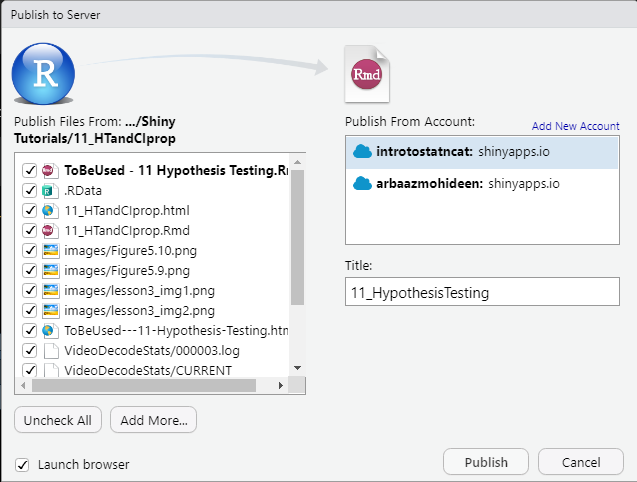 Publish to Server
R
Rmd
Publish Files From: .../Shiny
Tutorials/11_HTandCIprop
ToBeUsed - 11 Hypothesis Testing.Rm
.RData
11_HTandCIprop.html
11_HTandCIprop.Rmd
images/Figure5.10.png
images/Figure5.9.png
images/lesson3_img1.png
images/lesson3_img2.png
ToBeUsed---11-Hypothesis-Testing.htm
VideoDecodeStats/000003.log
VideoDecodeStats/CURRENT
Uncheck All
Add More...
Launch browser
Publish From Account:
Add New Account
introtostatncat: shinyapps.io
arbaazmohideen: shinyapps.io
Title:
11_HypothesisTesting
Publish
Cancel